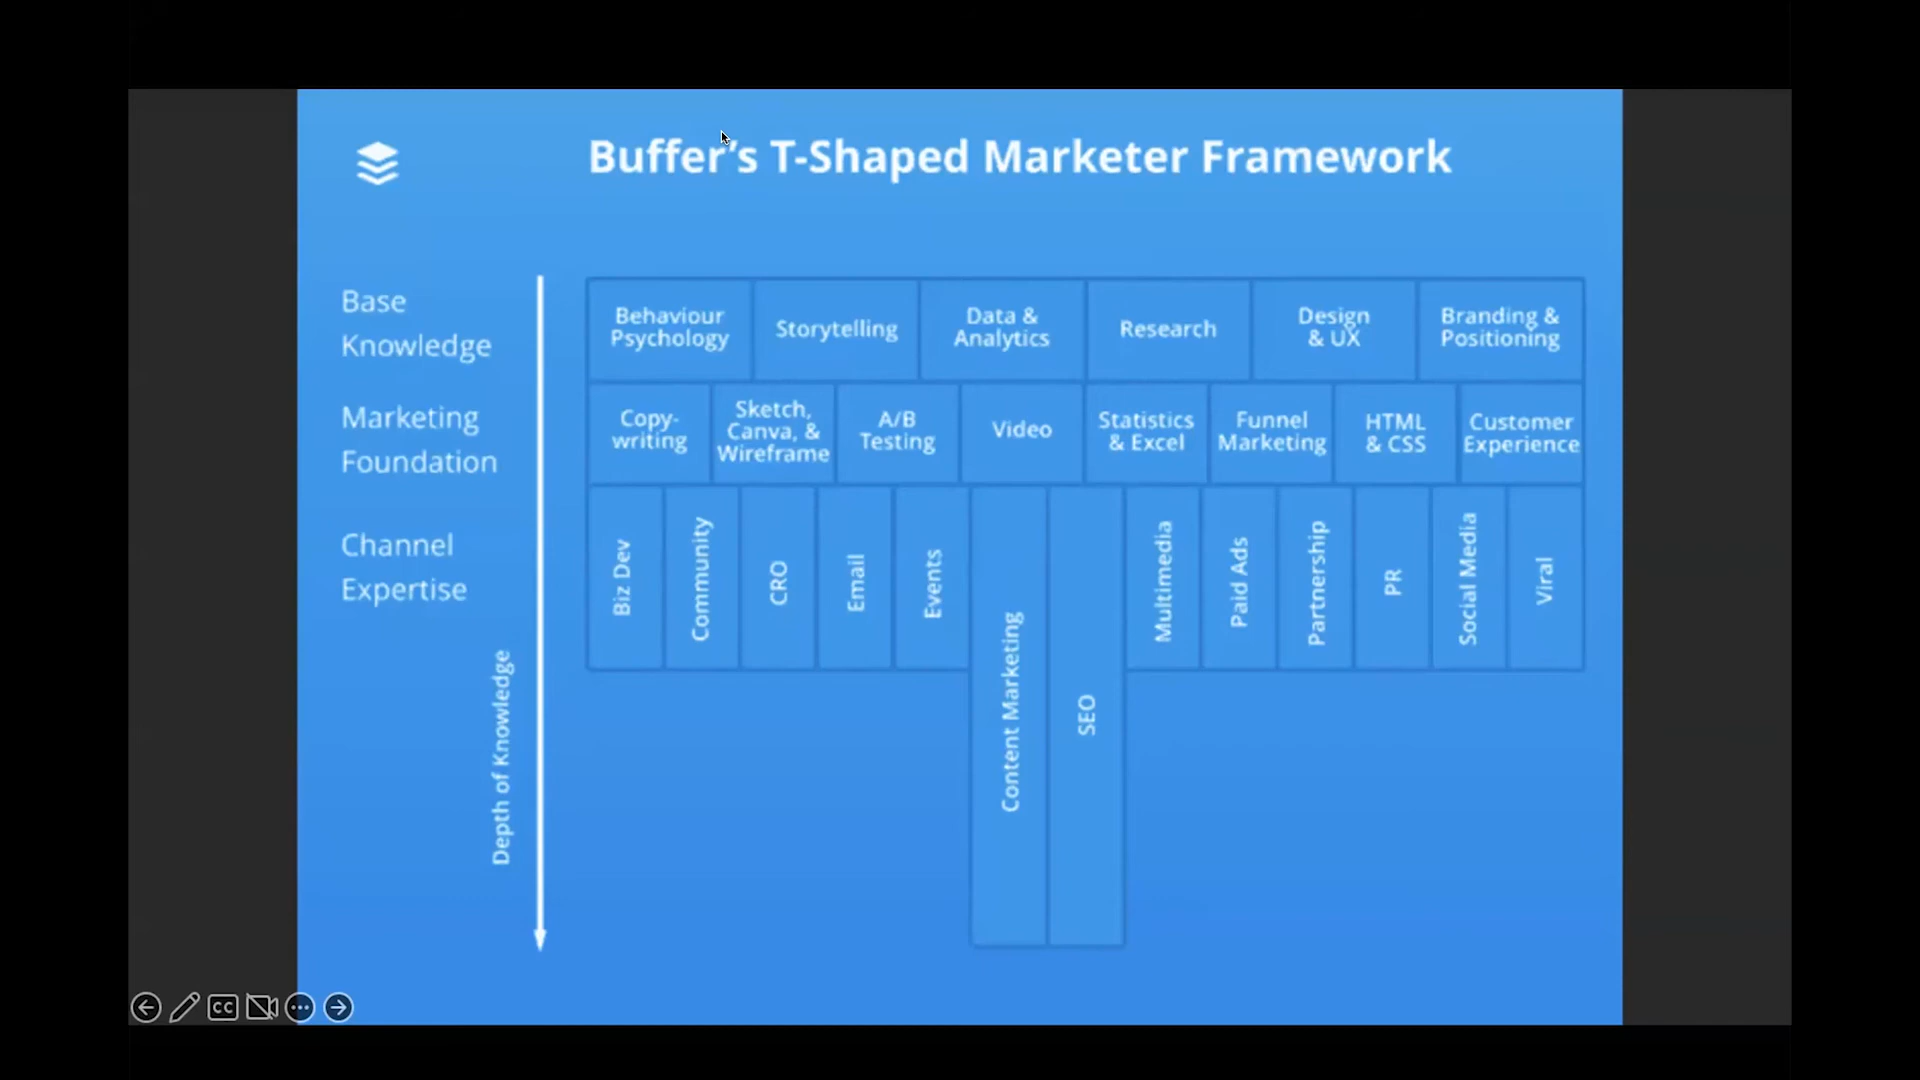 Buffer's T-Shaped Marketer Framework
Base
Knowledge
Behaviour
Psychology
Storytelling
Data &
Analytics
Research
Design
& UX
Branding &
Positioning
Marketing
Foundation
Copy-
writing
Sketch,
Canva, &
Wireframe
A/B
Testing
Video
Statistics
& Excel
Funnel
Marketing
HTML
& CSS
Customer
Experience
Channel
Expertise
Biz Dev
Community
CRO
Email
Events
Content Marketing
SEO
Multimedia
Paid Ads
Partnership
PR
Social Media
Viral
Depth of Knowledge
CC